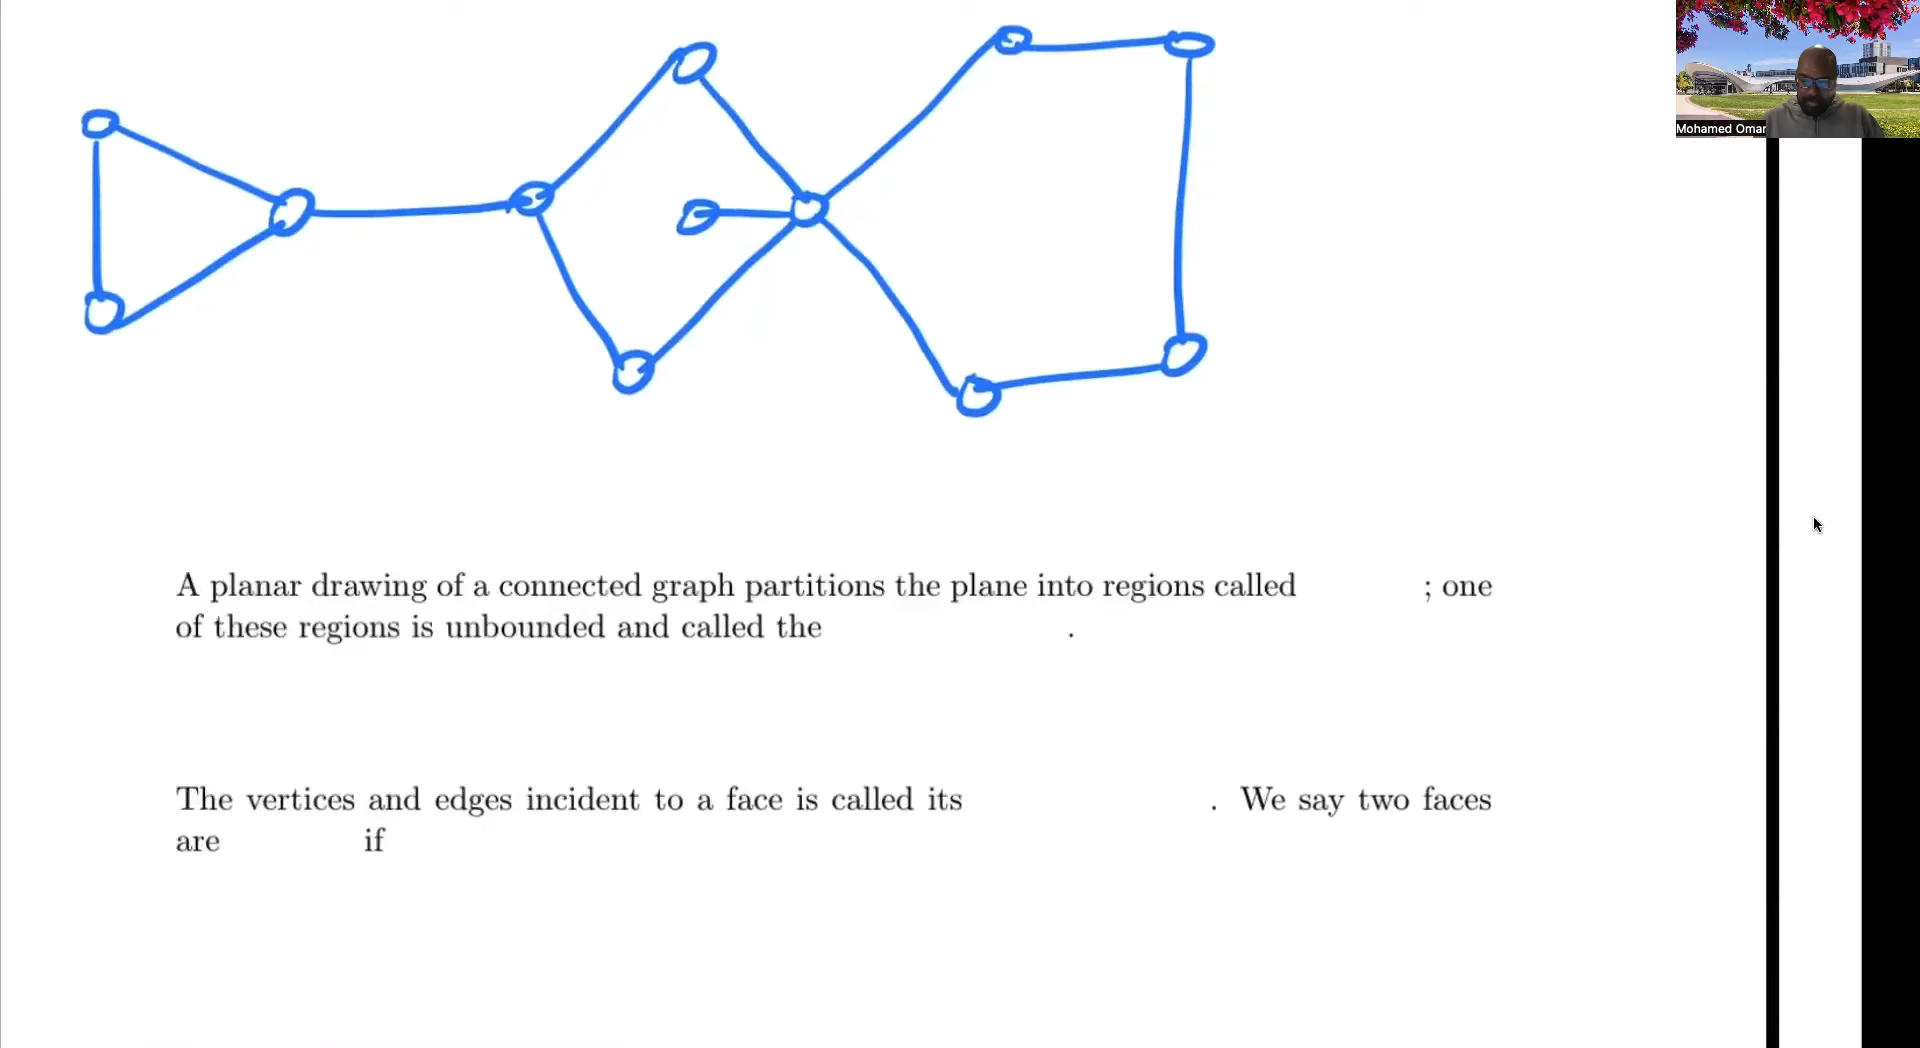 Mohamed Omar
A planar drawing of a connected graph partitions the plane into regions called ; one
of these regions is unbounded and called the .
The vertices and edges incident to a face is called its . We say two faces
are if